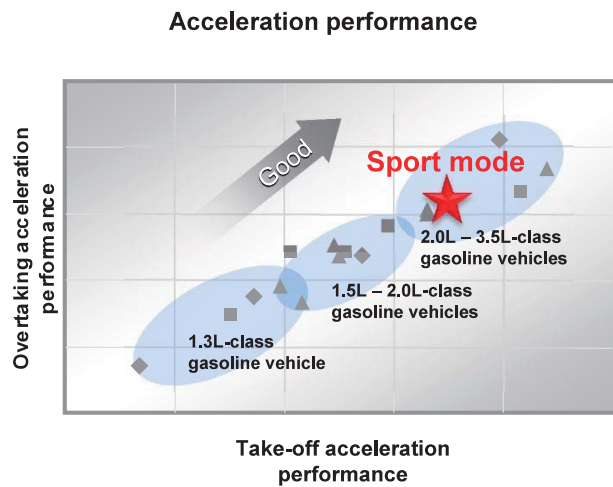 Acceleration performance
Overtaking acceleration
performance
Good
Sport mode
2.0L – 3.5L-class
gasoline vehicles
1.5L – 2.0L-class
gasoline vehicles
1.3L-class
gasoline vehicle
Take-off acceleration
performance